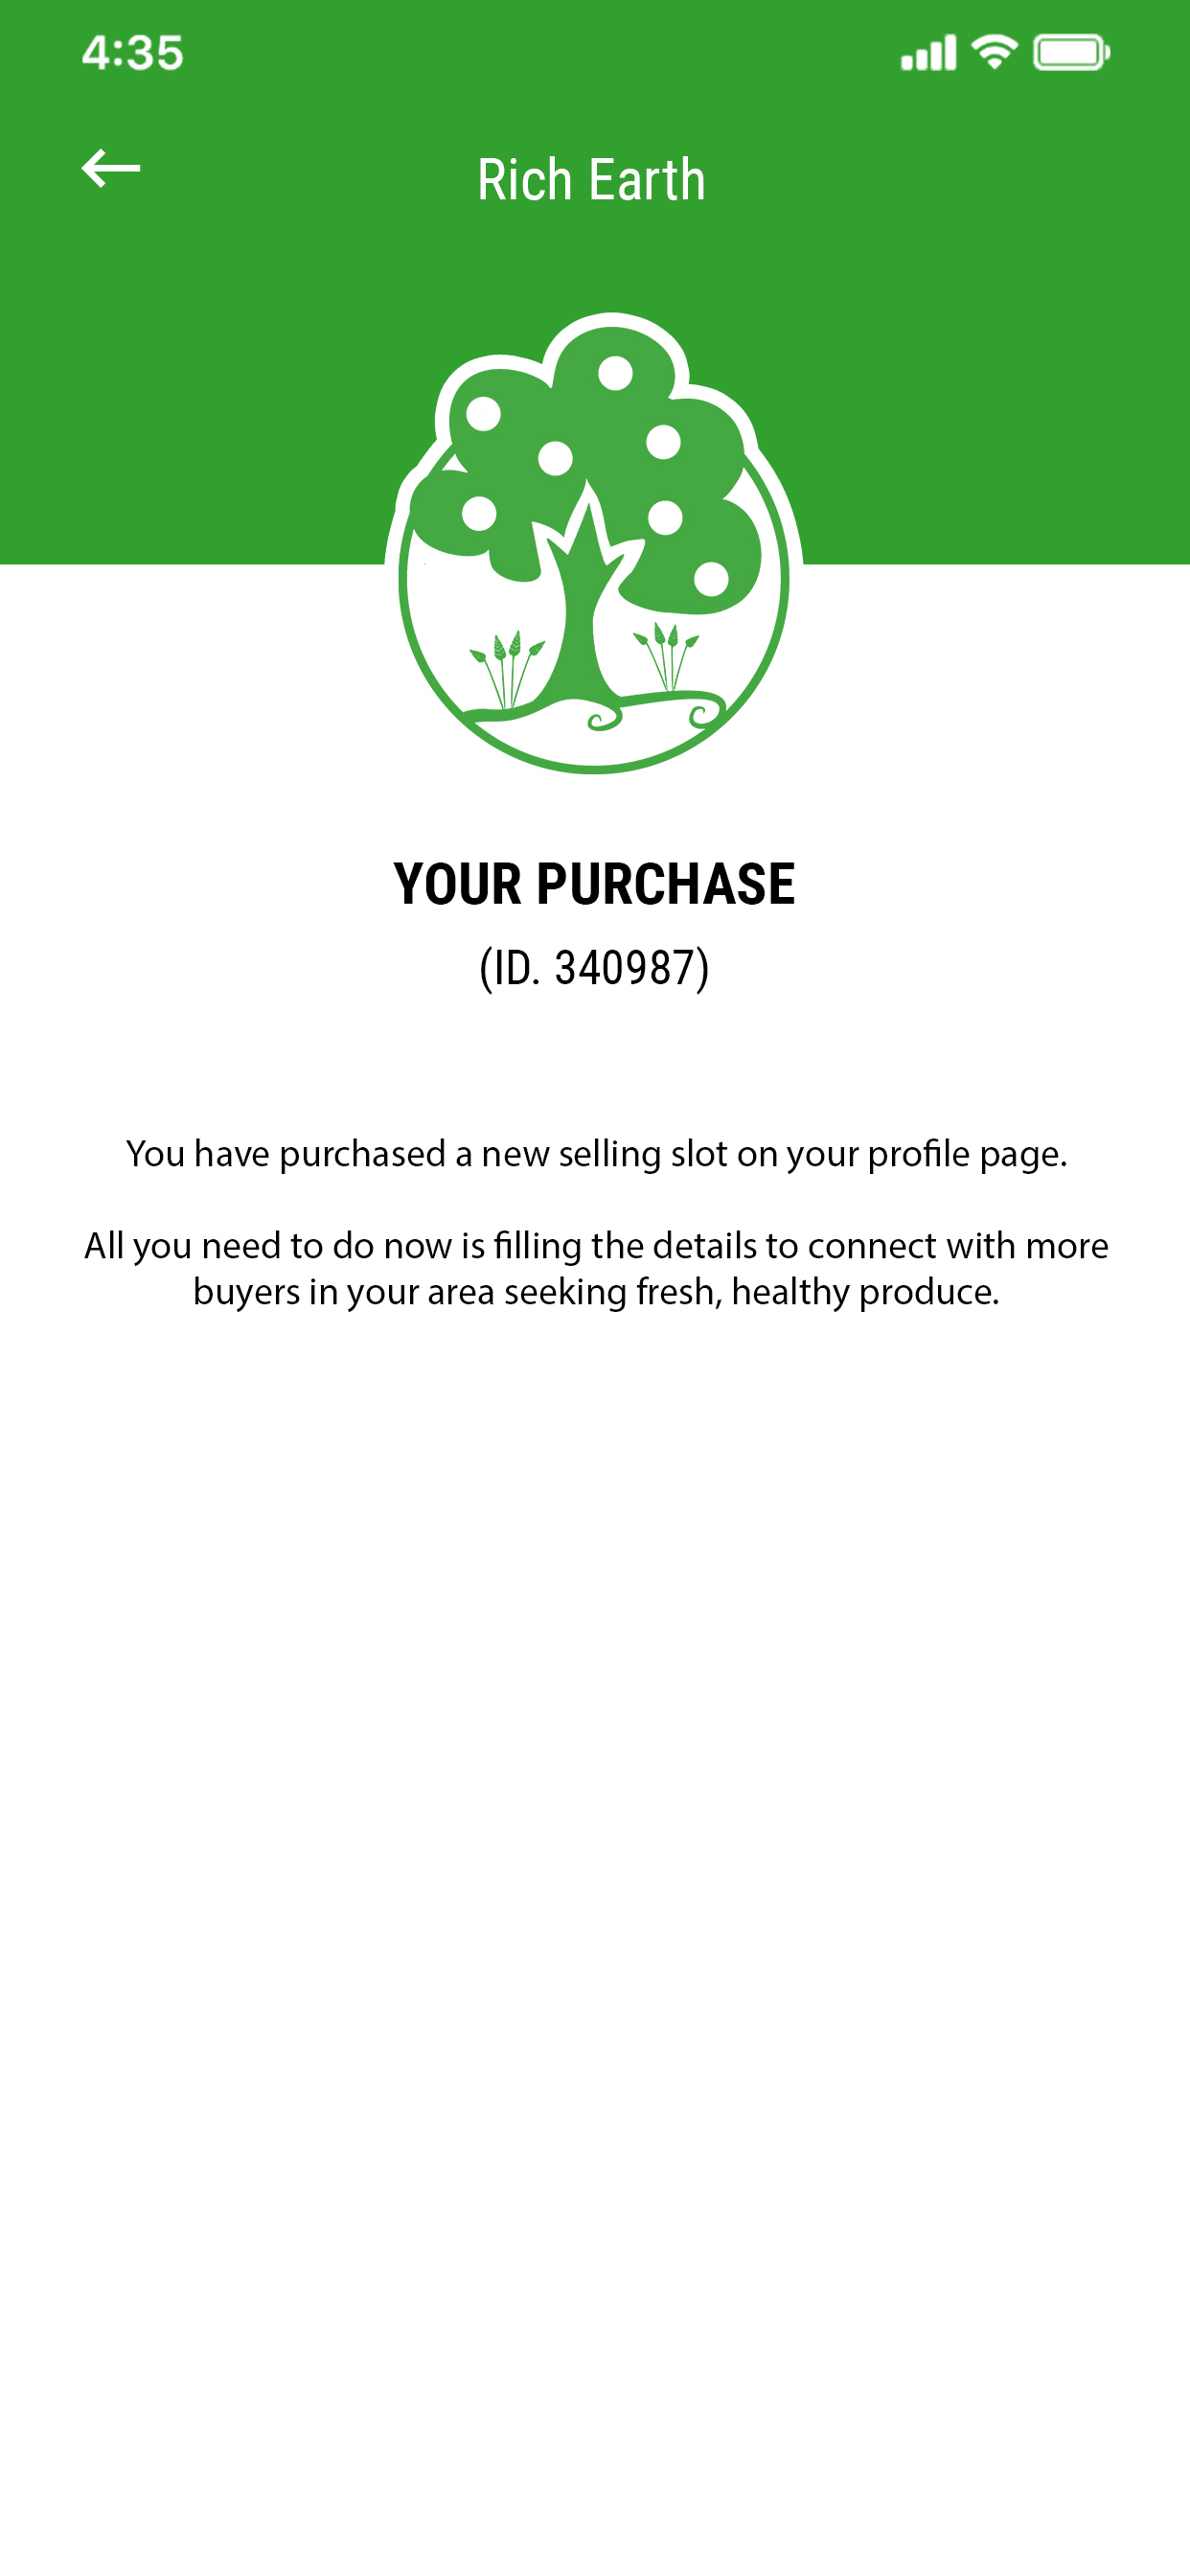 4:35
Rich Earth
YOUR PURCHASE
(ID. 340987)
You have purchased a new selling slot on your profile page.
All you need to do now is filling the details to connect with more
buyers in your area seeking fresh, healthy produce.